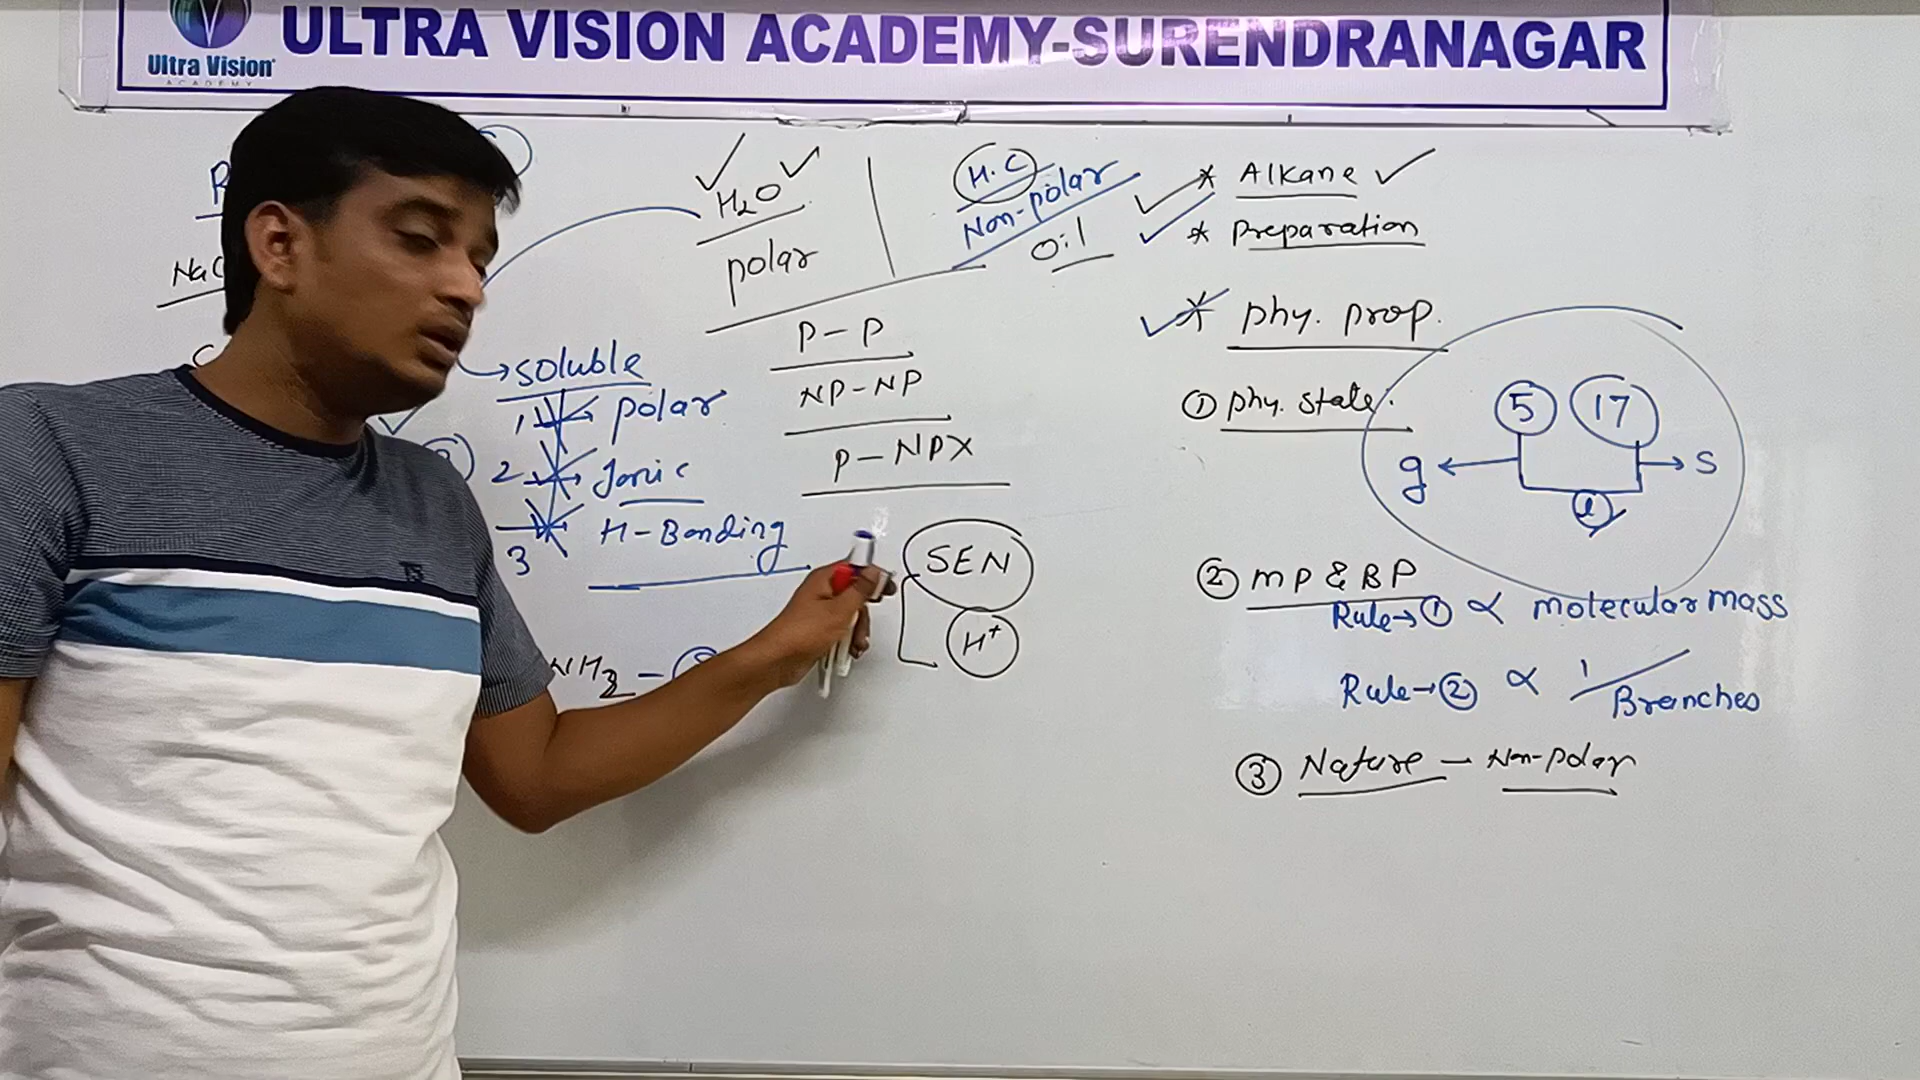 ULTRA VISION ACADEMY-SURENDRANAGAR
Ultra Vision
ACADEMY
H2O
polar
H.C
Non-polar
Oil
* Alkane
* Preparation
P-P
NP-NP
P-NPX
soluble
1 polar
2 Ionic
3 H-Bonding
SEN
H+
NH3 -
* phy. prop.
① phy. state.
5 17
g l s
② MP & BP
Rule→① ∝ molecular mass
Rule→② ∝ 1/Branches
③ Nature - Non-polar